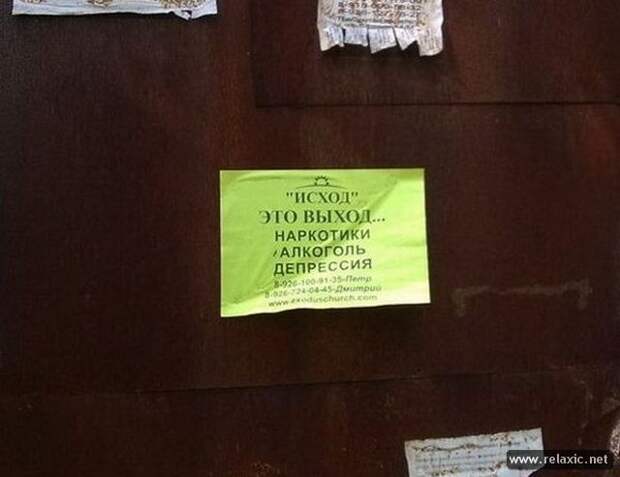 "ИСХОД"
ЭТО ВЫХОД...
НАРКОТИКИ
АЛКОГОЛЬ
ДЕПРЕССИЯ
8-926-100-91-35-Петр
8-926-724-04-45-Дмитрий
www.exoduschurch.com
www.relaxic.net